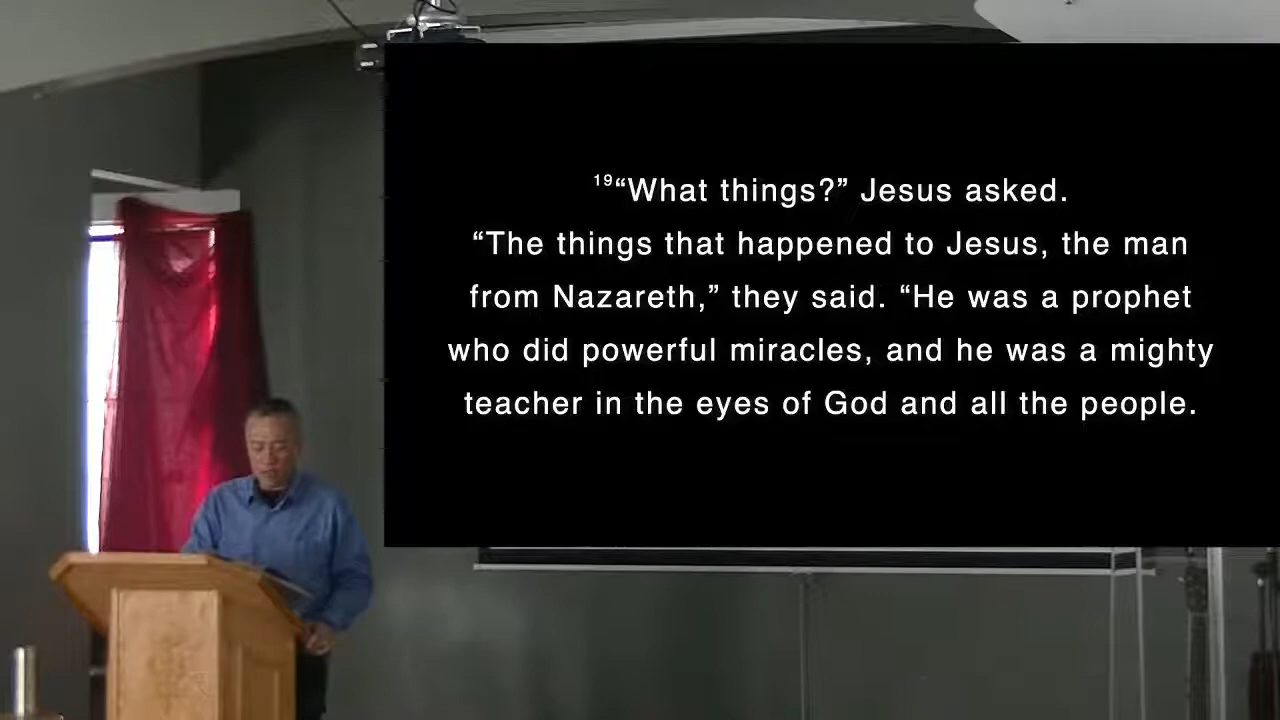 19“What things?” Jesus asked.
“The things that happened to Jesus, the man
from Nazareth,” they said. “He was a prophet
who did powerful miracles, and he was a mighty
teacher in the eyes of God and all the people.